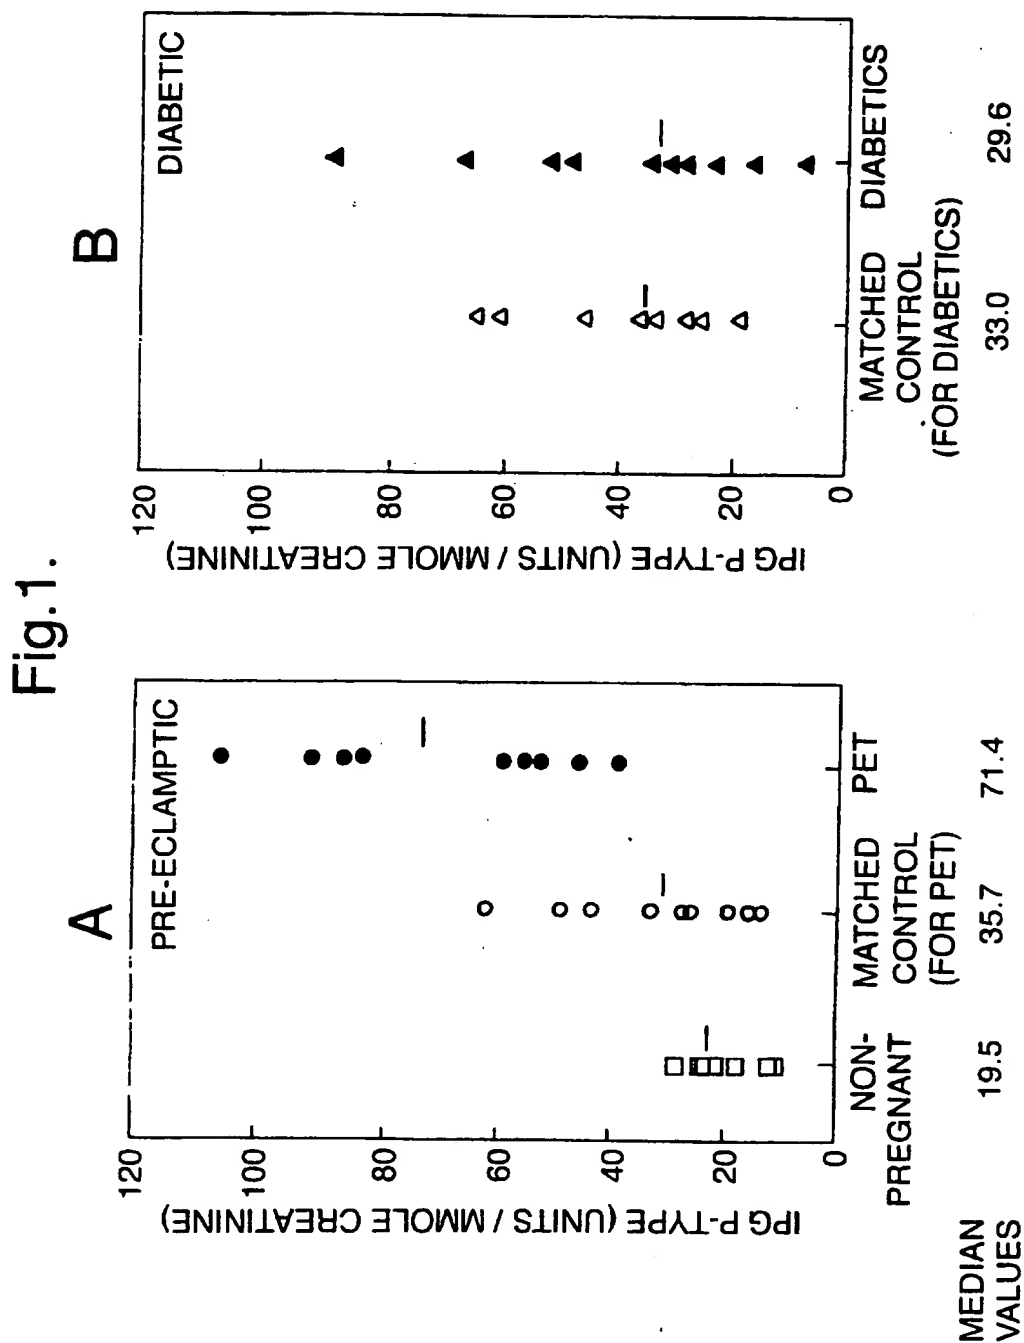 Fig.1.
A
PRE-ECLAMPTIC
IPG P-TYPE (UNITS / MMOLE CREATININE)
120
100
80
60
40
20
0
NON-
PREGNANT
MATCHED
CONTROL
(FOR PET)
PET
MEDIAN
VALUES
19.5
35.7
71.4
B
DIABETIC
IPG P-TYPE (UNITS / MMOLE CREATININE)
120
100
80
60
40
20
0
MATCHED
CONTROL
(FOR DIABETICS)
DIABETICS
33.0
29.6